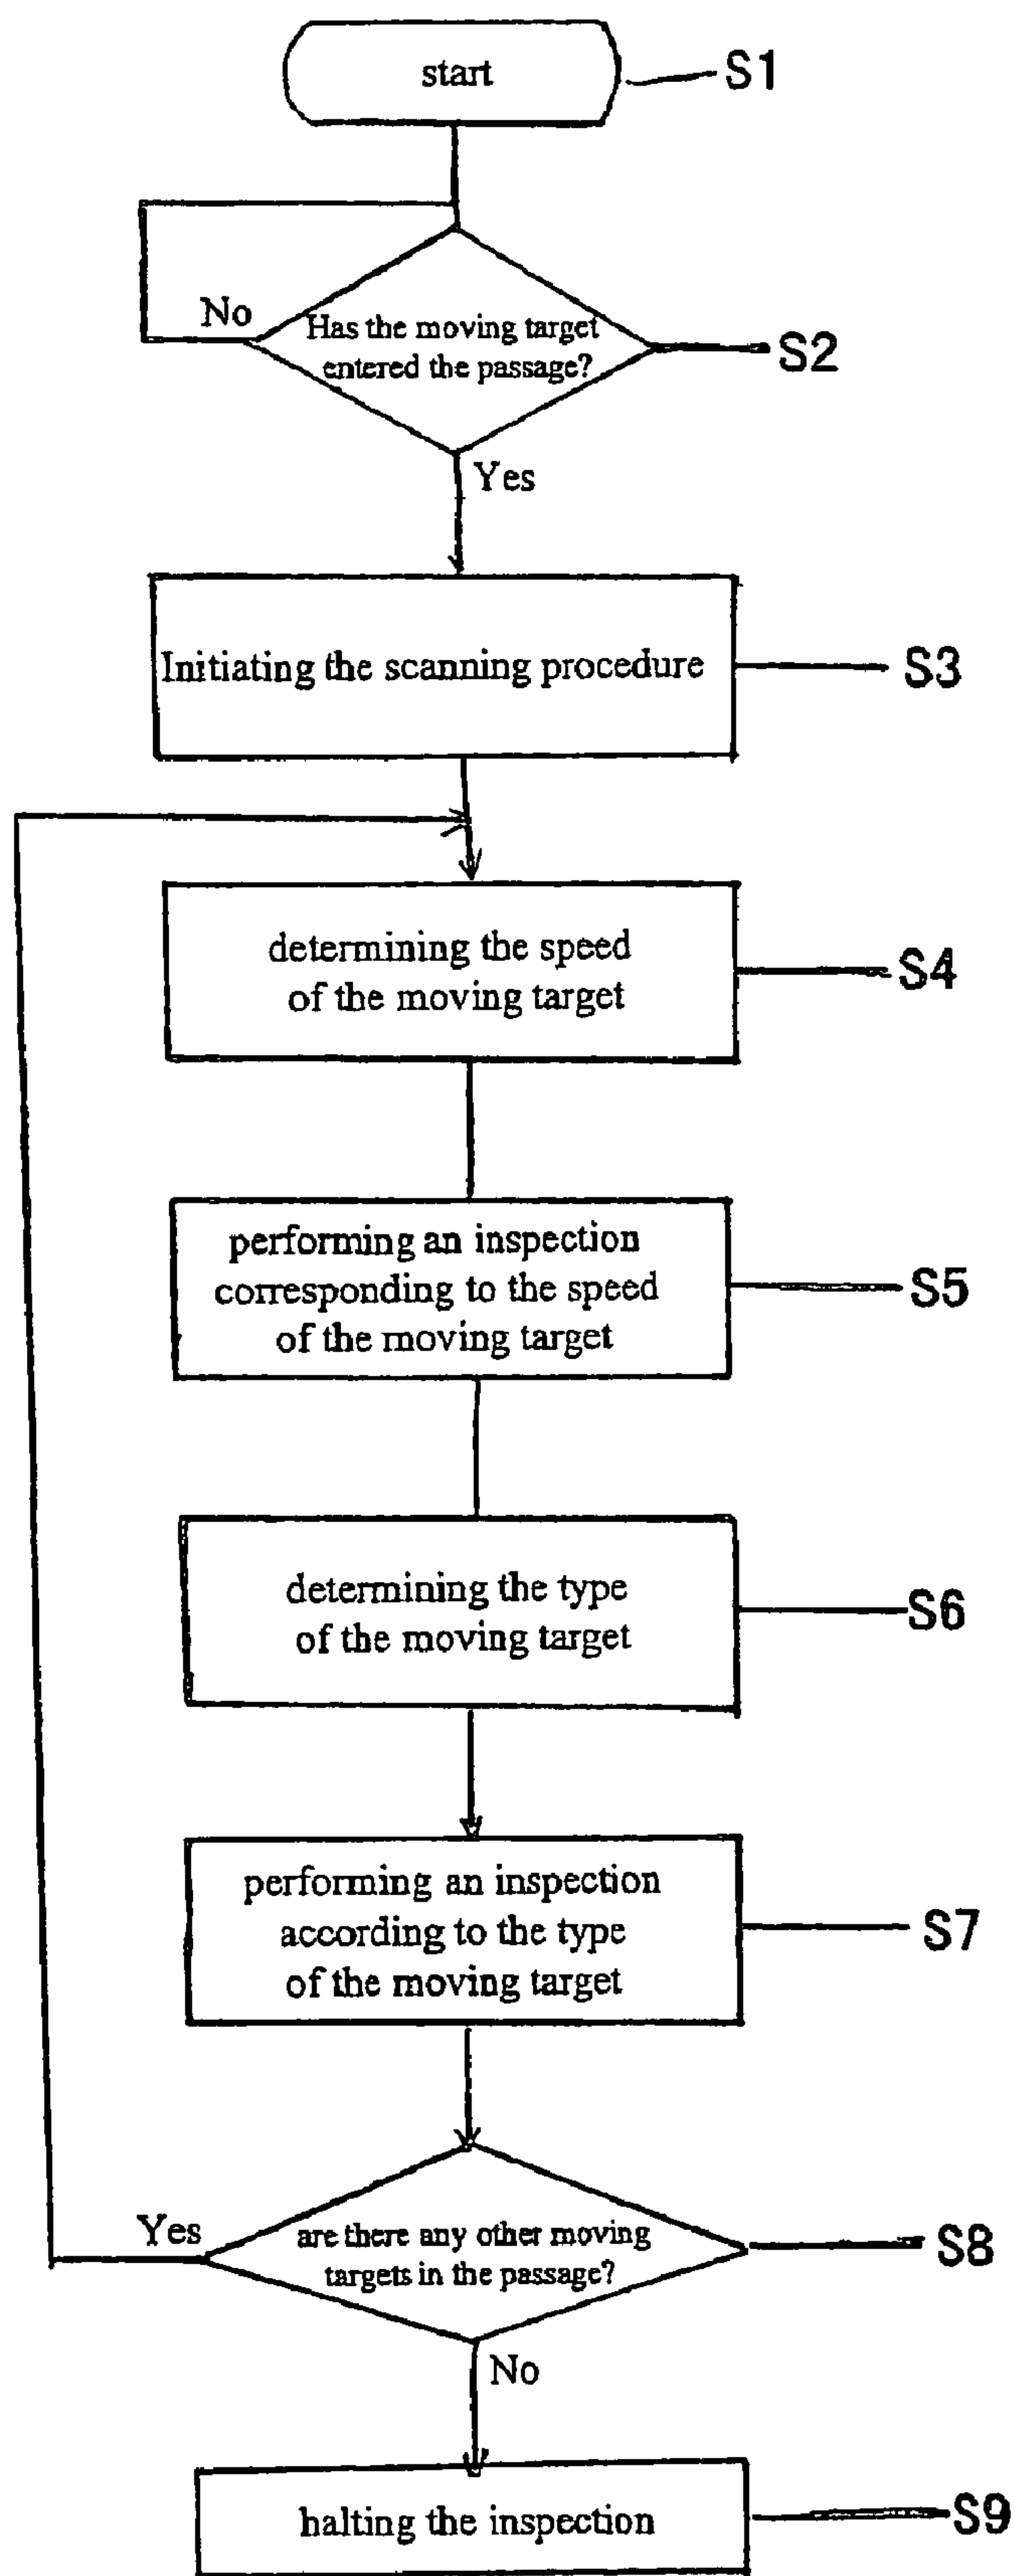 start
S1
No
Has the moving target
entered the passage?
S2
Yes
Initiating the scanning procedure
S3
determining the speed
of the moving target
S4
performing an inspection
corresponding to the speed
of the moving target
S5
determining the type
of the moving target
S6
performing an inspection
according to the type
of the moving target
S7
Yes
are there any other moving
targets in the passage?
S8
No
halting the inspection
S9